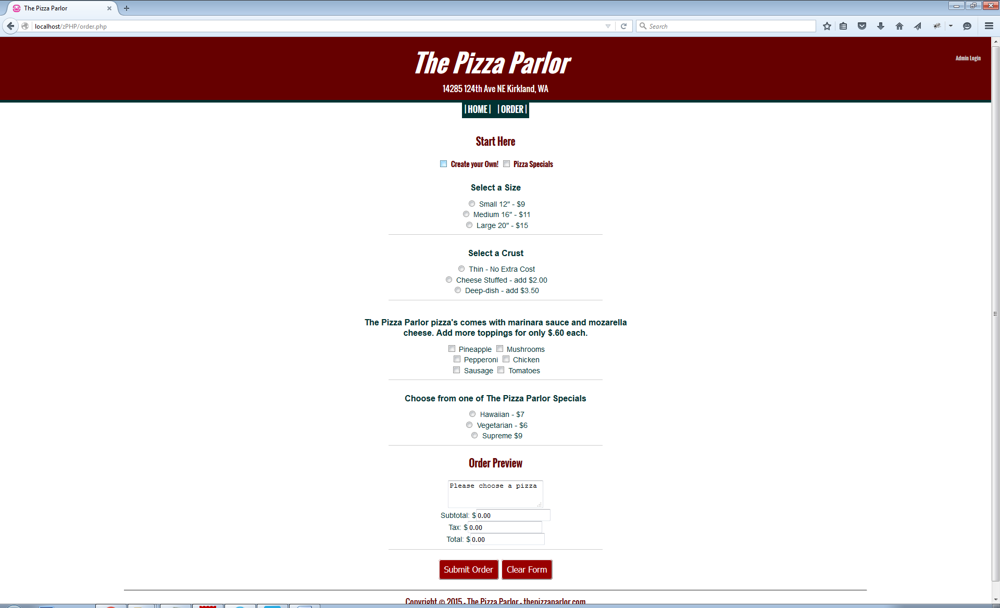 The Pizza Parlor
localhost/zPHP/order.php
Search
The Pizza Parlor
Admin Login
14285 124th Ave NE Kirkland, WA
| HOME | | ORDER |
Start Here
Create your Own! Pizza Specials
Select a Size
Small 12" - $9
Medium 16" - $11
Large 20" - $15
Select a Crust
Thin - No Extra Cost
Cheese Stuffed - add $2.00
Deep-dish - add $3.50
The Pizza Parlor pizza's comes with marinara sauce and mozarella
cheese. Add more toppings for only $.60 each.
Pineapple Mushrooms
Pepperoni Chicken
Sausage Tomatoes
Choose from one of The Pizza Parlor Specials
Hawaiian - $7
Vegetarian - $6
Supreme $9
Order Preview
Please choose a pizza
Subtotal: $ 0.00
Tax: $ 0.00
Total: $ 0.00
Submit Order Clear Form
Copyright © 2015 - The Pizza Parlor - thepizzaparlor.com